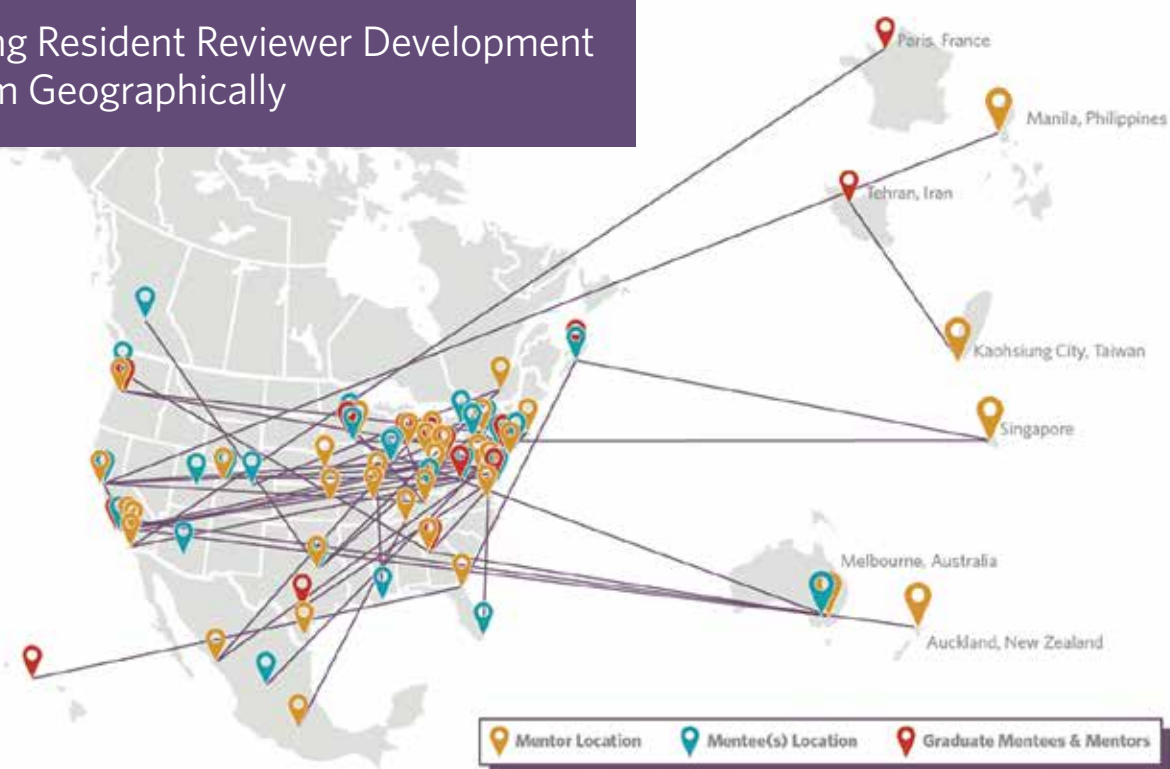 ng Resident Reviewer Development
m Geographically
Paris, France
Manila, Philippines
Tehran, Iran
Kaohsiung City, Taiwan
Singapore
Melbourne, Australia
Auckland, New Zealand
Mentor Location
Mentee(s) Location
Graduate Mentees & Mentors